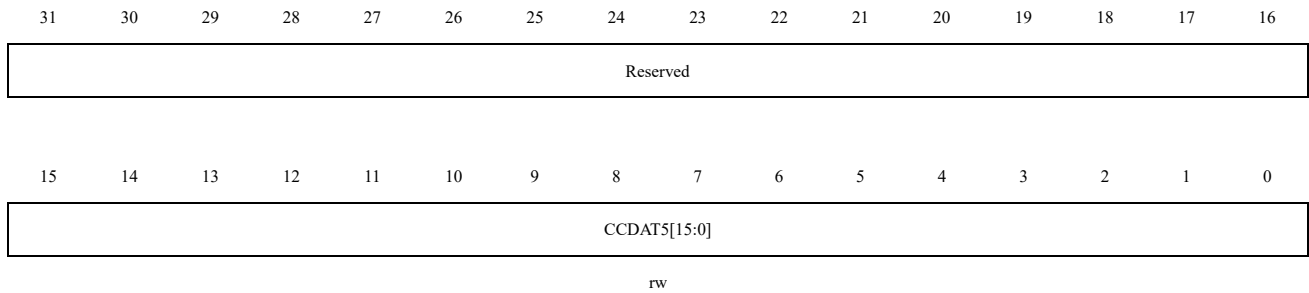 31 30 29 28 27 26 25 24 23 22 21 20 19 18 17 16
Reserved
15 14 13 12 11 10 9 8 7 6 5 4 3 2 1 0
CCDAT5[15:0]
rw